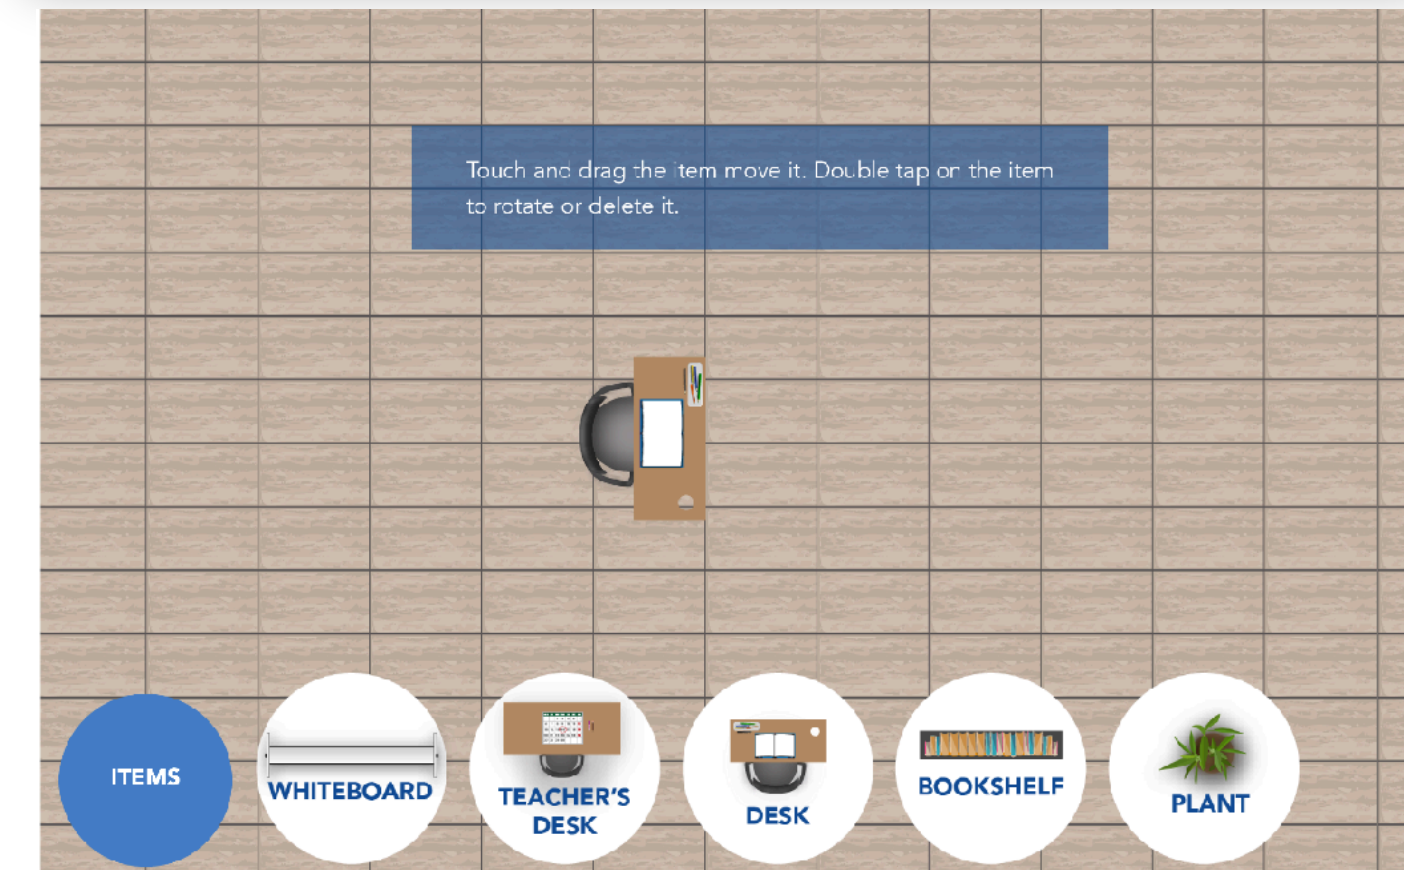 Touch and drag the item move it. Double tap on the item
to rotate or delete it.
ITEMS
WHITEBOARD
TEACHER'S
DESK
DESK
BOOKSHELF
PLANT